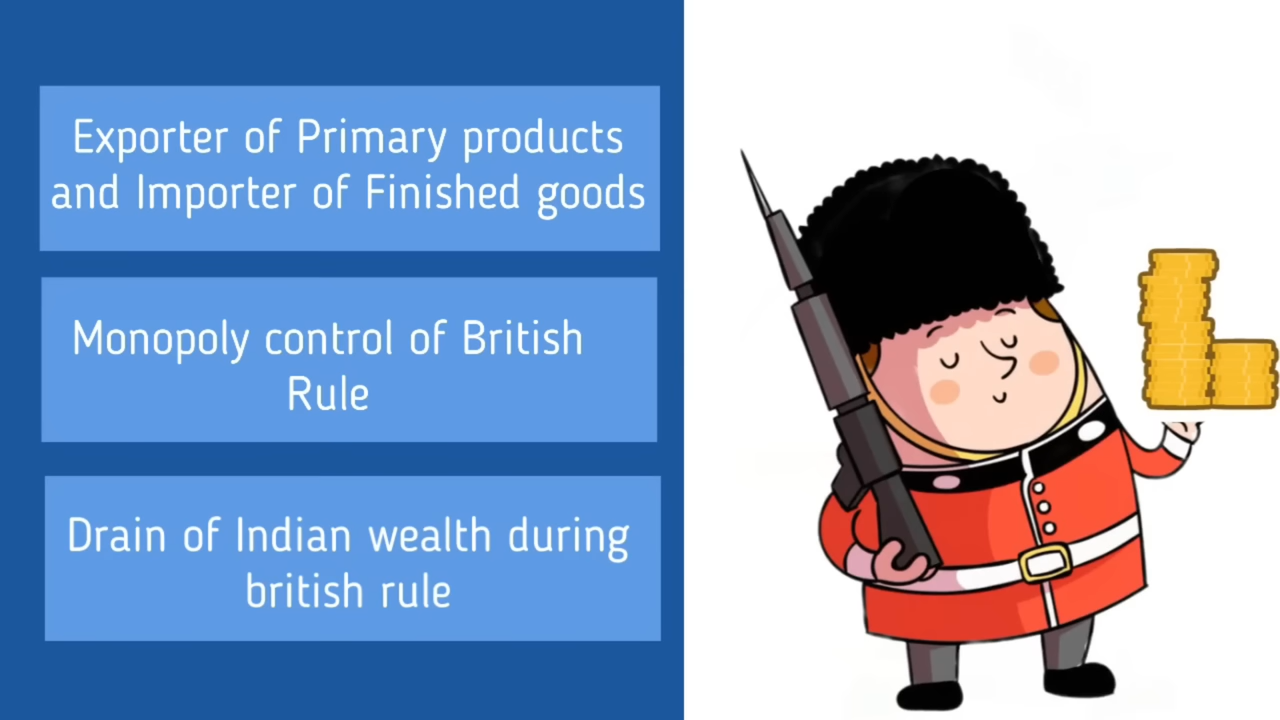 Exporter of Primary products
and Importer of Finished goods
Monopoly control of British
Rule
Drain of Indian wealth during
british rule